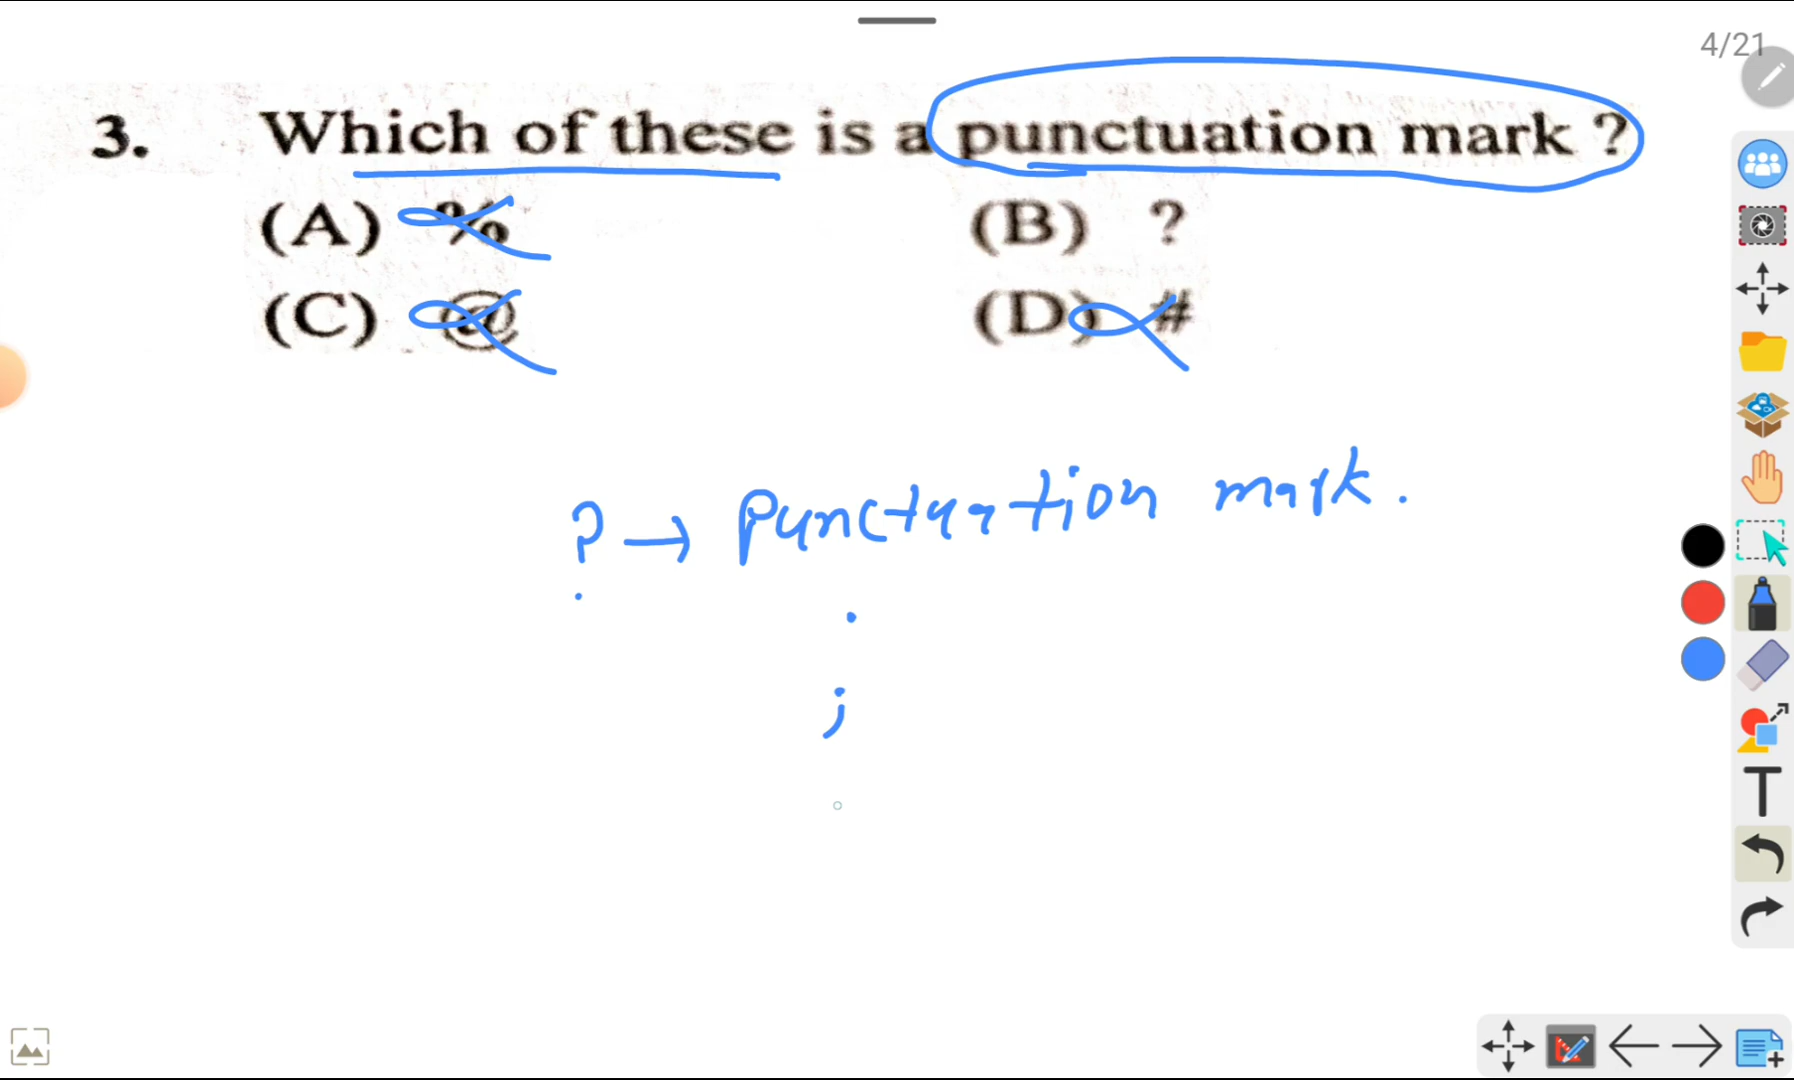 4/21
3. Which of these is a punctuation mark ?
(A) % (B) ?
(C) @ (D) #
? → Punctuation mark.
.
;
T